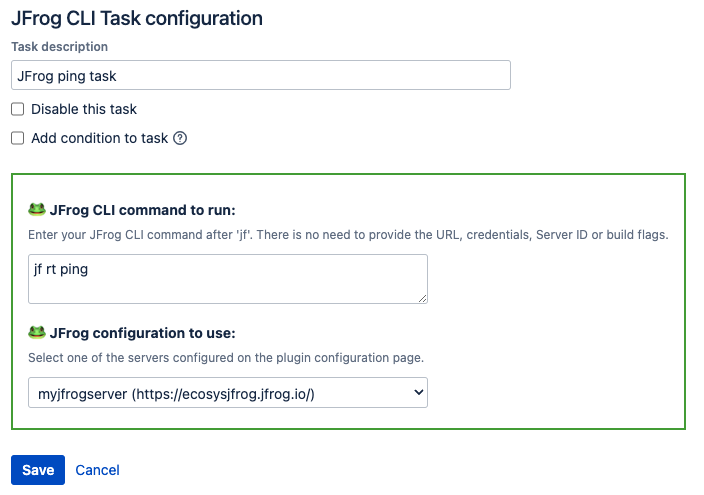 JFrog CLI Task configuration
Task description
JFrog ping task
Disable this task
Add condition to task ?
JFrog CLI command to run:
Enter your JFrog CLI command after 'jf'. There is no need to provide the URL, credentials, Server ID or build flags.
jf rt ping
JFrog configuration to use:
Select one of the servers configured on the plugin configuration page.
myjfrogserver (https://ecosysjfrog.jfrog.io/)
Save Cancel